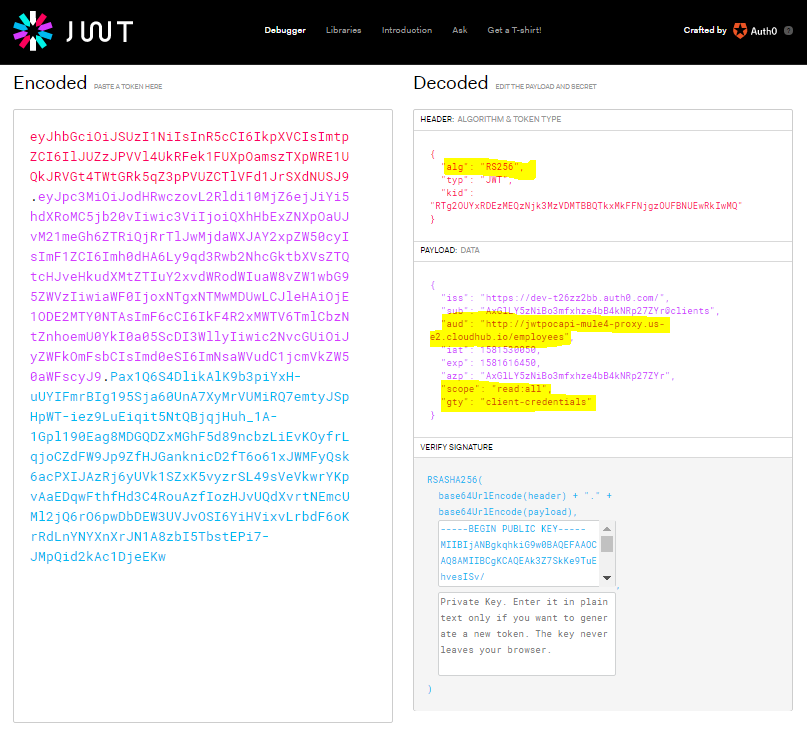 JWT
Debugger
Libraries
Introduction
Ask
Get a T-shirt!
Crafted by
Auth0
?
Encoded PASTE A TOKEN HERE
eyJhbGciOiJSUzI1NiIsInR5cCI6IkpXVCIsImtp
ZCI6IlJUZzJPVVl4UkRFek1FUXpOamszTXpWRE1U
QkJRVGt4TWtGRk5qZ3pPVUZCTlVFd1JrSXdNUSJ9
.eyJpc3MiOiJodHRwczovL2Rldi10MjZ6ejJiYi5
hdXRoMC5jb20vIiwic3ViIjoiQXhHbExZNXpOaUJ
vM21meGh6ZTRiQjRrTlJwMjdaWXJAY2xpZW50cyI
sImF1ZCI6Imh0dHA6Ly9qd3Rwb2NhcGktbXVsZTQ
tcHJveHkudXMtZTIuY2xvdWRodWIuaW8vZW1wbG9
5ZWVzIiwiaWF0IjoxNTgxNTMwMDUwLCJleHAiOjE
1ODE2MTY0NTAsImF6cCI6IkF4R2xMWTV6TmlCbzN
tZnhoemU0YkI0a05ScDI3WllyIiwic2NvcGUiOiJ
yZWFkOmFsbCIsImd0eSI6ImNsaWVudC1jcmVkZW5
0aWFscyJ9.Pax1Q6S4DlikAlK9b3piYxH-
uUYIFmrBIg195Sja60UnA7XyMrVUMiRQ7emtyJSp
HpWT-iez9LuEiqit5NtQBjqjHuh_1A-
1Gpl190Eag8MDGQDZxMGhF5d89ncbzLiEvKOyfrL
qjoCZdFW9Jp9ZfHJGanknicD2fT6o61xJWMFyQsk
6acPXIJAzRj6yUVk1SZxK5vyzrSL49sVeVkwrYKp
vAaEDqwFthfHd3C4RouAzfIozHJvUQdXvrtNEmcU
Ml2jQ6rO6pwDbDEW3UVJvOSI6YiHVixvLrbdF6oK
rRdLnYNYXnXrJN1A8zbI5TbstEPi7-
JMpQid2kAc1DjeEKw
Decoded EDIT THE PAYLOAD AND SECRET
HEADER: ALGORITHM & TOKEN TYPE
{
"alg": "RS256",
"typ": "JWT",
"kid":
"RTg2OUYxRDEzMEQzNjk3MzVDMTBBQTkxMkFFNjgzOUFBNUEwRkIwMQ"
}
PAYLOAD: DATA
{
"iss": "https://dev-t26zz2bb.auth0.com/",
"sub": "AxGlLY5zNiBo3mfxhze4bB4kNRp27ZYr@clients",
"aud": "http://jwtpocapi-mule4-proxy.us-
e2.cloudhub.io/employees",
"iat": 1581530050,
"exp": 1581616450,
"azp": "AxGlLY5zNiBo3mfxhze4bB4kNRp27ZYr",
"scope": "read:all",
"gty": "client-credentials"
}
VERIFY SIGNATURE
RSASHA256(
base64UrlEncode(header) + "." +
base64UrlEncode(payload),
-----BEGIN PUBLIC KEY-----
MIIBIjANBgkqhkiG9w0BAQEFAAOC
AQ8AMIIBCgKCAQEAk3Z7SkKe9TuE
hvesISv/
,
Private Key. Enter it in plain
text only if you want to gener
ate a new token. The key never
leaves your browser.
)